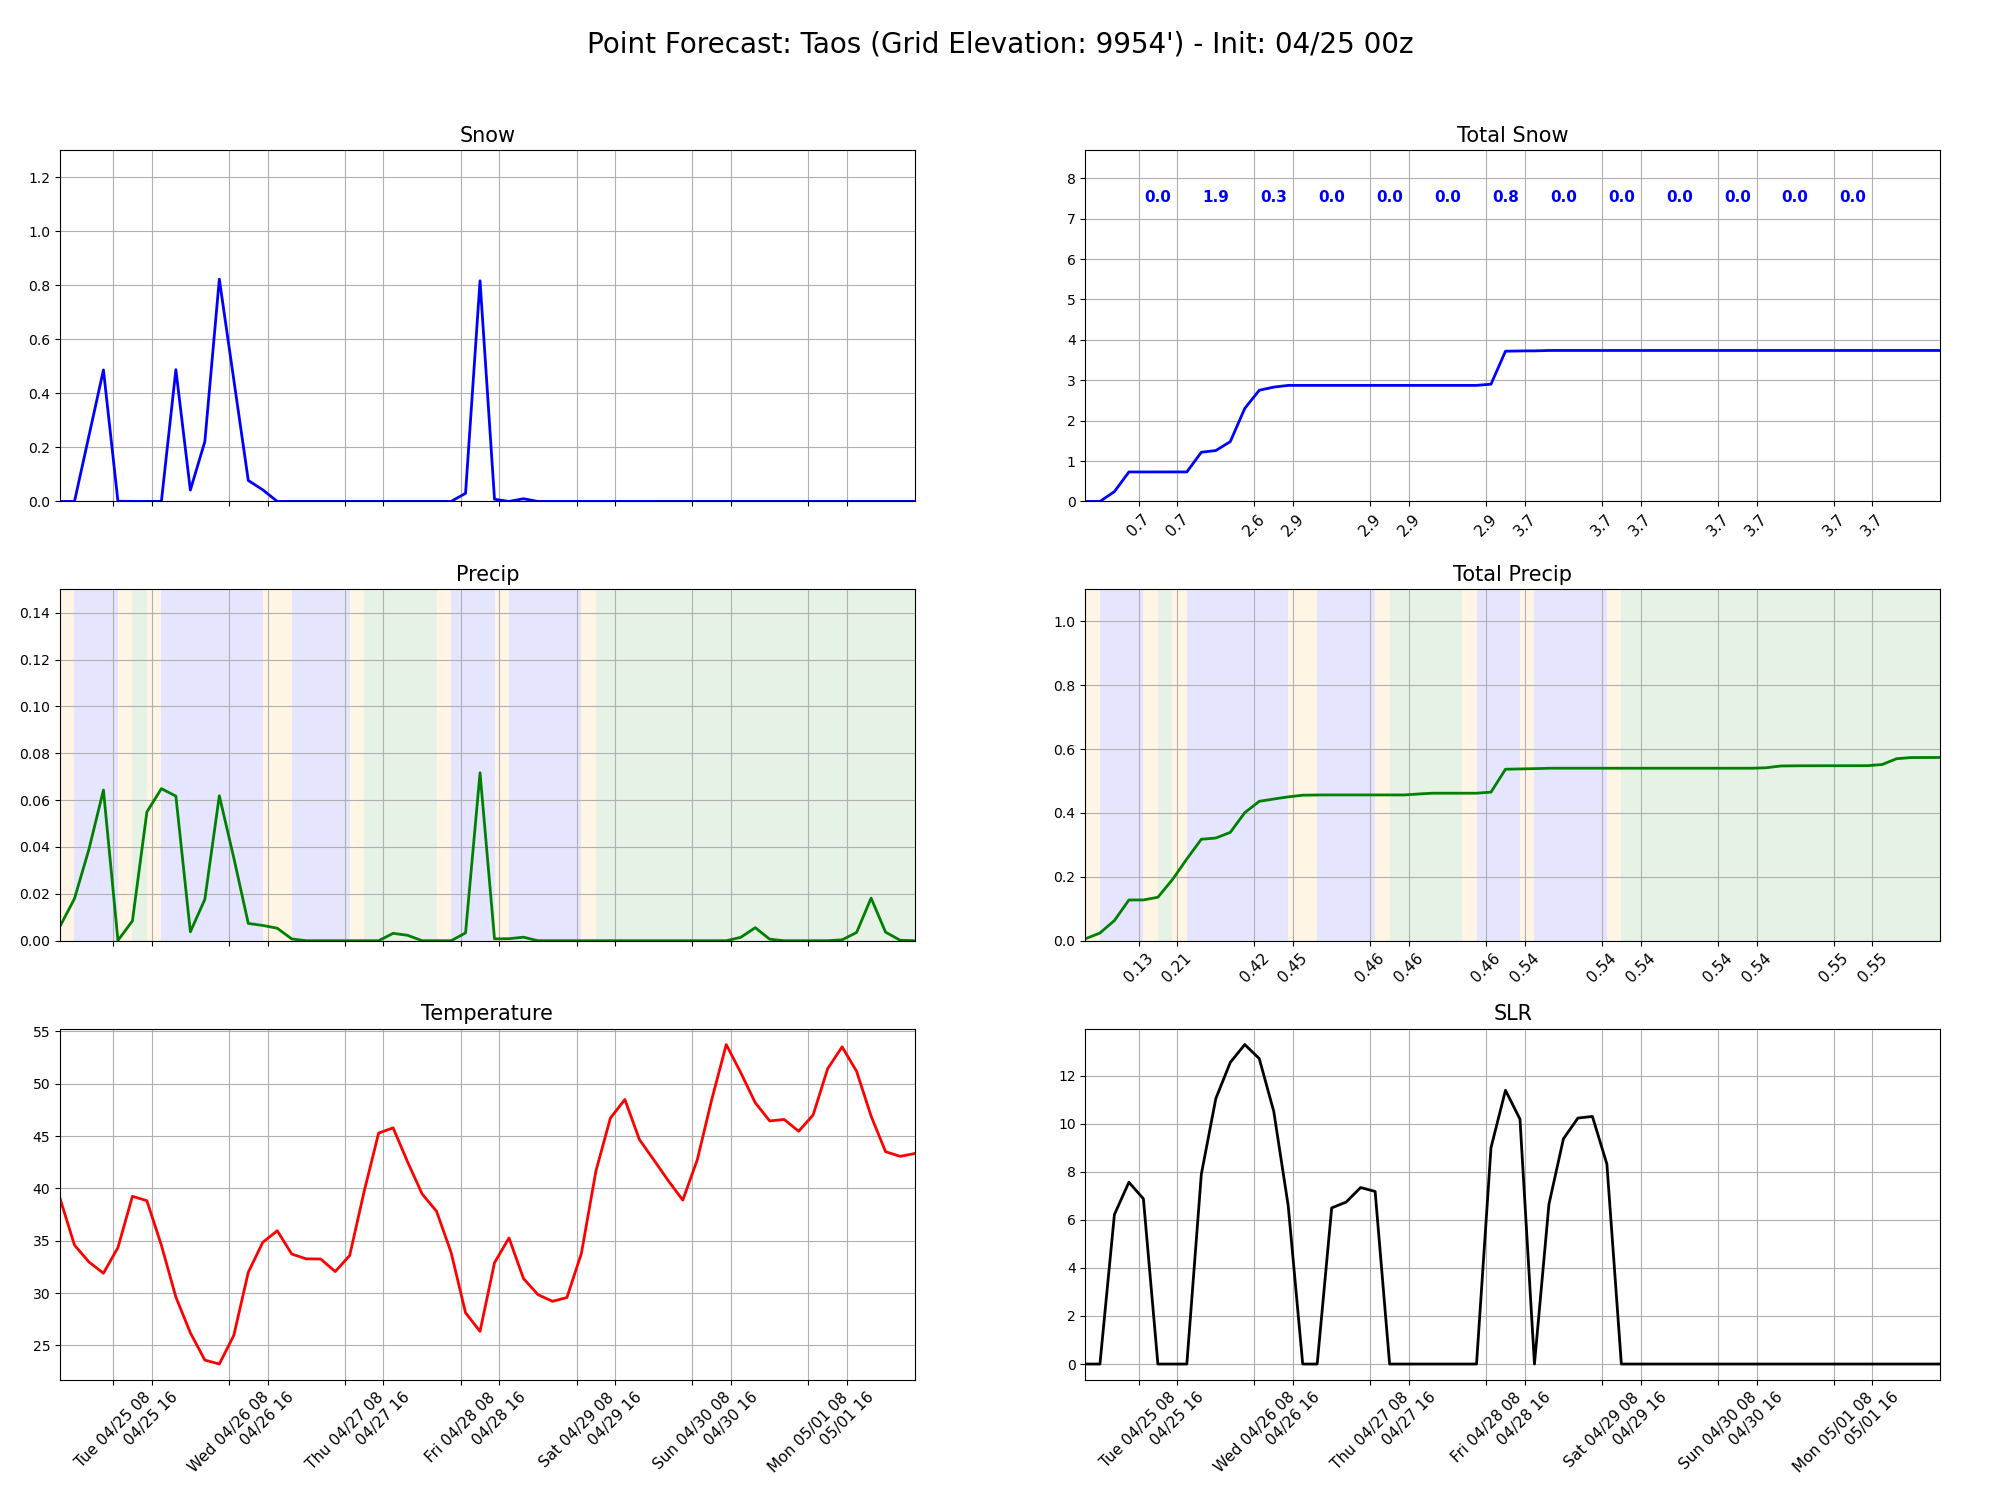 Point Forecast: Taos (Grid Elevation: 9954') - Init: 04/25 00z
Snow
1.2
1.0
0.8
0.6
0.4
0.2
0.0
Total Snow
8
7
6
5
4
3
2
1
0
0.0 1.9 0.3 0.0 0.0 0.0 0.8 0.0 0.0 0.0 0.0 0.0 0.0
0.7 0.7 2.6 2.9 2.9 2.9 2.9 3.7 3.7 3.7 3.7 3.7 3.7 3.7
Precip
0.14
0.12
0.10
0.08
0.06
0.04
0.02
0.00
Total Precip
1.0
0.8
0.6
0.4
0.2
0.0
0.13 0.21 0.42 0.45 0.46 0.46 0.46 0.54 0.54 0.54 0.54 0.54 0.55 0.55
Temperature
55
50
45
40
35
30
25
Tue 04/25 08
04/25 16
Wed 04/26 08
04/26 16
Thu 04/27 08
04/27 16
Fri 04/28 08
04/28 16
Sat 04/29 08
04/29 16
Sun 04/30 08
04/30 16
Mon 05/01 08
05/01 16
SLR
12
10
8
6
4
2
0
Tue 04/25 08
04/25 16
Wed 04/26 08
04/26 16
Thu 04/27 08
04/27 16
Fri 04/28 08
04/28 16
Sat 04/29 08
04/29 16
Sun 04/30 08
04/30 16
Mon 05/01 08
05/01 16